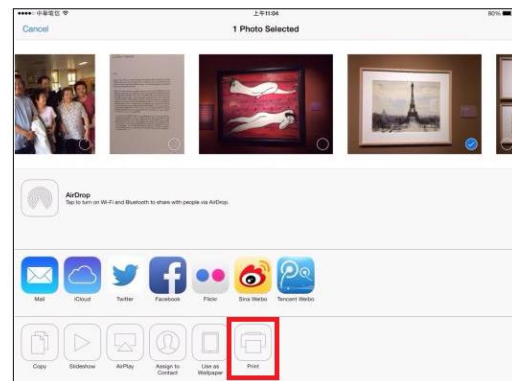 中華電信 上午11:04 80%
Cancel 1 Photo Selected
AirDrop
Tap to turn on Wi-Fi and Bluetooth to share with people via AirDrop.
Mail iCloud Twitter Facebook Flickr Sina Weibo Tencent Weibo
Copy Slideshow AirPlay Assign to Contact Use as Wallpaper Print